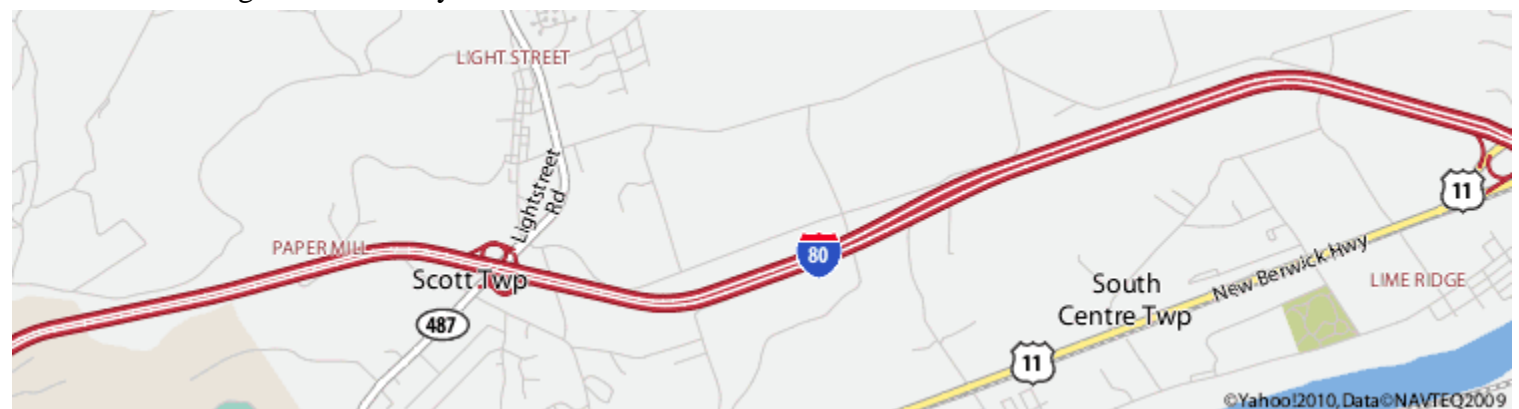 LIGHT STREET
Lightstreet
Rd
PAPER MILL
Scott Twp
487
80
11
New Berwick Hwy
South
Centre Twp
LIME RIDGE
11
©Yahoo!2010,Data©NAVTEQ2009